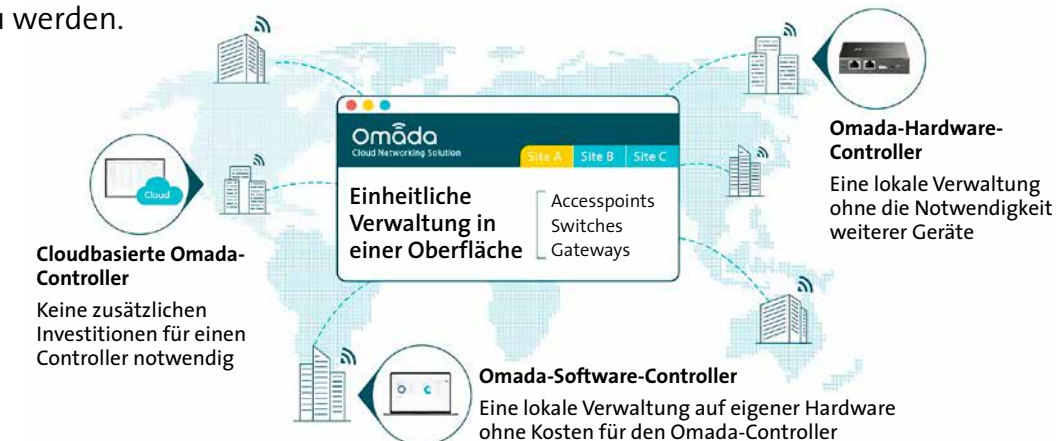 u werden.
Omada
Cloud Networking Solution
Site A Site B Site C
Einheitliche
Verwaltung in
einer Oberfläche
Accesspoints
Switches
Gateways
Cloud
Cloudbasierte Omada-
Controller
Keine zusätzlichen
Investitionen für einen
Controller notwendig
Omada-Hardware-
Controller
Eine lokale Verwaltung
ohne die Notwendigkeit
weiterer Geräte
Omada-Software-Controller
Eine lokale Verwaltung auf eigener Hardware
ohne Kosten für den Omada-Controller